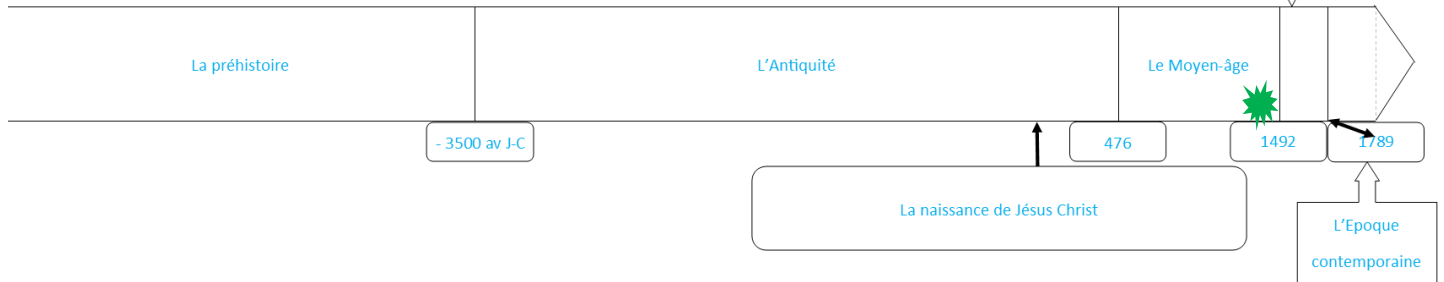 La préhistoire
L'Antiquité
Le Moyen-âge
- 3500 av J-C
476
1492
1789
La naissance de Jésus Christ
L'Epoque
contemporaine